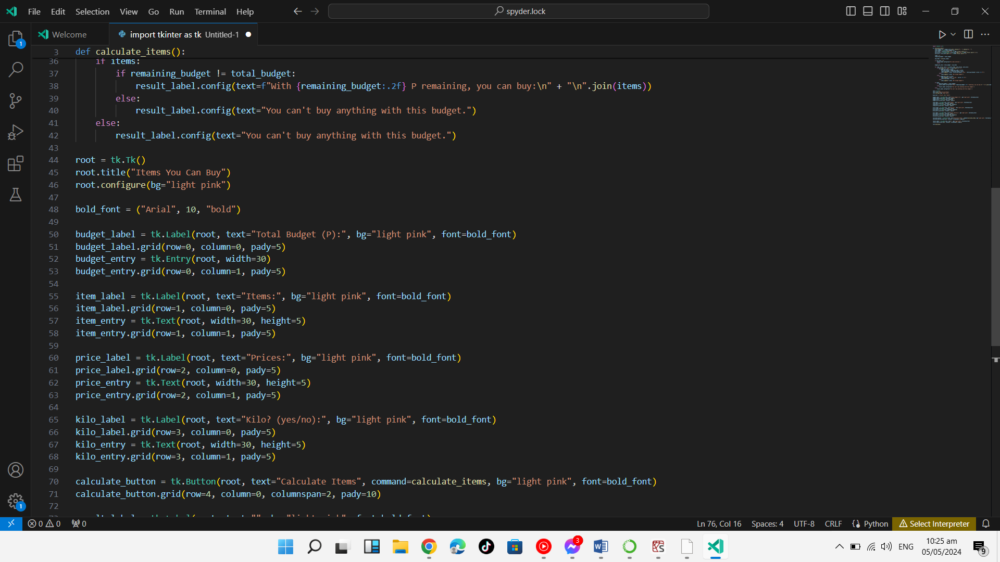 File Edit Selection View Go Run Terminal Help
spyder.lock
1
Welcome
import tkinter as tk Untitled-1
3 def calculate_items():
36 if items:
37 if remaining_budget != total_budget:
38 result_label.config(text=f"With {remaining_budget:.2f} P remaining, you can buy:\n" + "\n".join(items))
39 else:
40 result_label.config(text="You can't buy anything with this budget.")
41 else:
42 result_label.config(text="You can't buy anything with this budget.")
43
44 root = tk.Tk()
45 root.title("Items You Can Buy")
46 root.configure(bg="light pink")
47
48 bold_font = ("Arial", 10, "bold")
49
50 budget_label = tk.Label(root, text="Total Budget (P):", bg="light pink", font=bold_font)
51 budget_label.grid(row=0, column=0, pady=5)
52 budget_entry = tk.Entry(root, width=30)
53 budget_entry.grid(row=0, column=1, pady=5)
54
55 item_label = tk.Label(root, text="Items:", bg="light pink", font=bold_font)
56 item_label.grid(row=1, column=0, pady=5)
57 item_entry = tk.Text(root, width=30, height=5)
58 item_entry.grid(row=1, column=1, pady=5)
59
60 price_label = tk.Label(root, text="Prices:", bg="light pink", font=bold_font)
61 price_label.grid(row=2, column=0, pady=5)
62 price_entry = tk.Text(root, width=30, height=5)
63 price_entry.grid(row=2, column=1, pady=5)
64
65 kilo_label = tk.Label(root, text="Kilo? (yes/no):", bg="light pink", font=bold_font)
66 kilo_label.grid(row=3, column=0, pady=5)
67 kilo_entry = tk.Text(root, width=30, height=5)
68 kilo_entry.grid(row=3, column=1, pady=5)
69
70 calculate_button = tk.Button(root, text="Calculate Items", command=calculate_items, bg="light pink", font=bold_font)
71 calculate_button.grid(row=4, column=0, columnspan=2, pady=10)
72
1
0 0 0
Ln 76, Col 16 Spaces: 4 UTF-8 CRLF Python Select Interpreter
3
ENG
10:25 am
05/05/2024
9